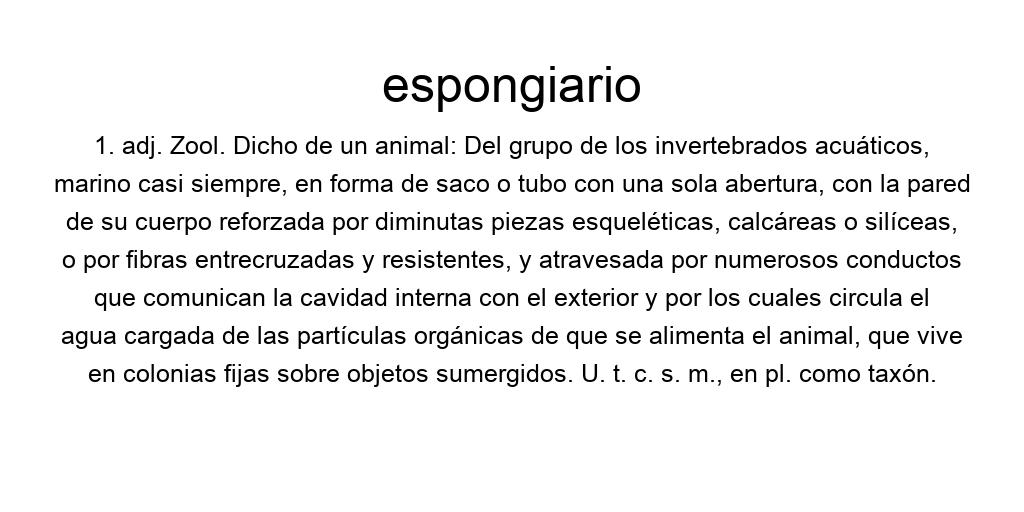 espongiario
1. adj. Zool. Dicho de un animal: Del grupo de los invertebrados acuáticos,
marino casi siempre, en forma de saco o tubo con una sola abertura, con la pared
de su cuerpo reforzada por diminutas piezas esqueléticas, calcáreas o silíceas,
o por fibras entrecruzadas y resistentes, y atravesada por numerosos conductos
que comunican la cavidad interna con el exterior y por los cuales circula el
agua cargada de las partículas orgánicas de que se alimenta el animal, que vive
en colonias fijas sobre objetos sumergidos. U. t. c. s. m., en pl. como taxón.